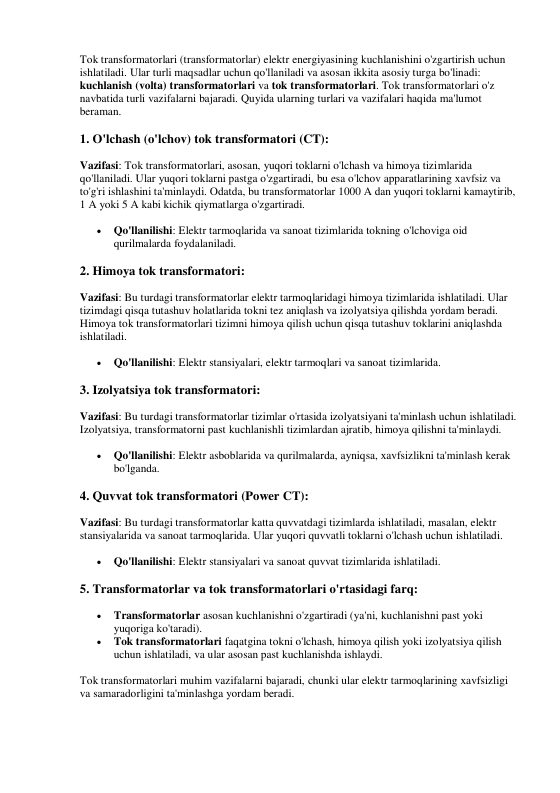 Tok transformatorlari (transformatorlar) elektr energiyasining kuchlanishini o'zgartirish uchun
ishlatiladi. Ular turli maqsadlar uchun qo'llaniladi va asosan ikkita asosiy turga bo'linadi:
kuchlanish (volta) transformatorlari va tok transformatorlari. Tok transformatorlari o'z
navbatida turli vazifalarni bajaradi. Quyida ularning turlari va vazifalari haqida ma'lumot
beraman.
1. O'lchash (o'lchov) tok transformatori (CT):
Vazifasi: Tok transformatorlari, asosan, yuqori toklarni o'lchash va himoya tizimlarida
qo'llaniladi. Ular yuqori toklarni pastga o'zgartiradi, bu esa o'lchov apparatlarining xavfsiz va
to'g'ri ishlashini ta'minlaydi. Odatda, bu transformatorlar 1000 A dan yuqori toklarni kamaytirib,
1 A yoki 5 A kabi kichik qiymatlarga o'zgartiradi.
• Qo'llanilishi: Elektr tarmoqlarida va sanoat tizimlarida tokning o'lchoviga oid
qurilmalarda foydalaniladi.
2. Himoya tok transformatori:
Vazifasi: Bu turdagi transformatorlar elektr tarmoqlaridagi himoya tizimlarida ishlatiladi. Ular
tizimdagi qisqa tutashuv holatlarida tokni tez aniqlash va izolyatsiya qilishda yordam beradi.
Himoya tok transformatorlari tizimni himoya qilish uchun qisqa tutashuv toklarini aniqlashda
ishlatiladi.
• Qo'llanilishi: Elektr stansiyalari, elektr tarmoqlari va sanoat tizimlarida.
3. Izolyatsiya tok transformatori:
Vazifasi: Bu turdagi transformatorlar tizimlar o'rtasida izolyatsiyani ta'minlash uchun ishlatiladi.
Izolyatsiya, transformatorni past kuchlanishli tizimlardan ajratib, himoya qilishni ta'minlaydi.
• Qo'llanilishi: Elektr asboblarida va qurilmalarda, ayniqsa, xavfsizlikni ta'minlash kerak
bo'lganda.
4. Quvvat tok transformatori (Power CT):
Vazifasi: Bu turdagi transformatorlar katta quvvatdagi tizimlarda ishlatiladi, masalan, elektr
stansiyalarida va sanoat tarmoqlarida. Ular yuqori quvvatli toklarni o'lchash uchun ishlatiladi.
• Qo'llanilishi: Elektr stansiyalari va sanoat quvvat tizimlarida ishlatiladi.
5. Transformatorlar va tok transformatorlari o'rtasidagi farq:
• Transformatorlar asosan kuchlanishni o'zgartiradi (ya'ni, kuchlanishni past yoki
yuqoriga ko'taradi).
• Tok transformatorlari faqatgina tokni o'lchash, himoya qilish yoki izolyatsiya qilish
uchun ishlatiladi, va ular asosan past kuchlanishda ishlaydi.
Tok transformatorlari muhim vazifalarni bajaradi, chunki ular elektr tarmoqlarining xavfsizligi
va samaradorligini ta'minlashga yordam beradi.